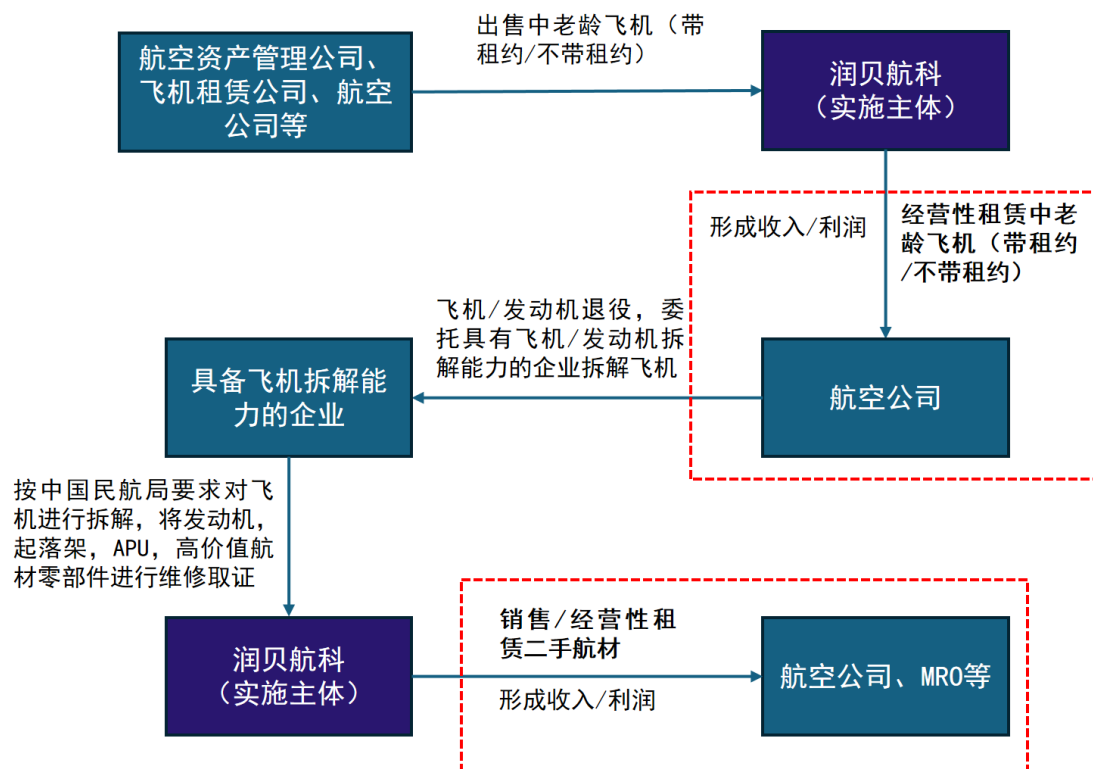 出售中老龄飞机（带
租约/不带租约）
航空资产管理公司、
飞机租赁公司、航空
公司等
润贝航科
（实施主体）
形成收入/利润
经营性租赁中老
龄飞机（带租约
/不带租约）
飞机/发动机退役，委
托具有飞机/发动机拆
解能力的企业拆解飞机
具备飞机拆解能
力的企业
航空公司
按中国民航局要求对飞
机进行拆解，将发动机，
起落架，APU，高价值航
材零部件进行维修取证
润贝航科
（实施主体）
销售/经营性租
赁二手航材
形成收入/利润
航空公司、MRO等